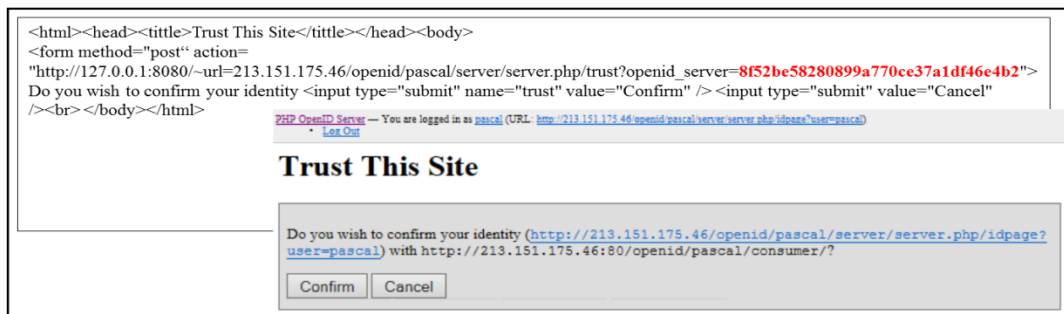 <html><head><tittle>Trust This Site</tittle></head><body>
<form method="post“ action=
"http://127.0.0.1:8080/~url=213.151.175.46/openid/pascal/server/server.php/trust?openid_server=8f52be58280899a770ce37a1df46e4b2">
Do you wish to confirm your identity <input type="submit" name="trust" value="Confirm" /> <input type="submit" value="Cancel"
/><br> </body></html>
PHP OpenID Server — You are logged in as pascal (URL: http://213.151.175.46/openid/pascal/server/server.php/idpage?user=pascal)
• Log Out
Trust This Site
Do you wish to confirm your identity (http://213.151.175.46/openid/pascal/server/server.php/idpage?
user=pascal) with http://213.151.175.46:80/openid/pascal/consumer/?
Confirm Cancel